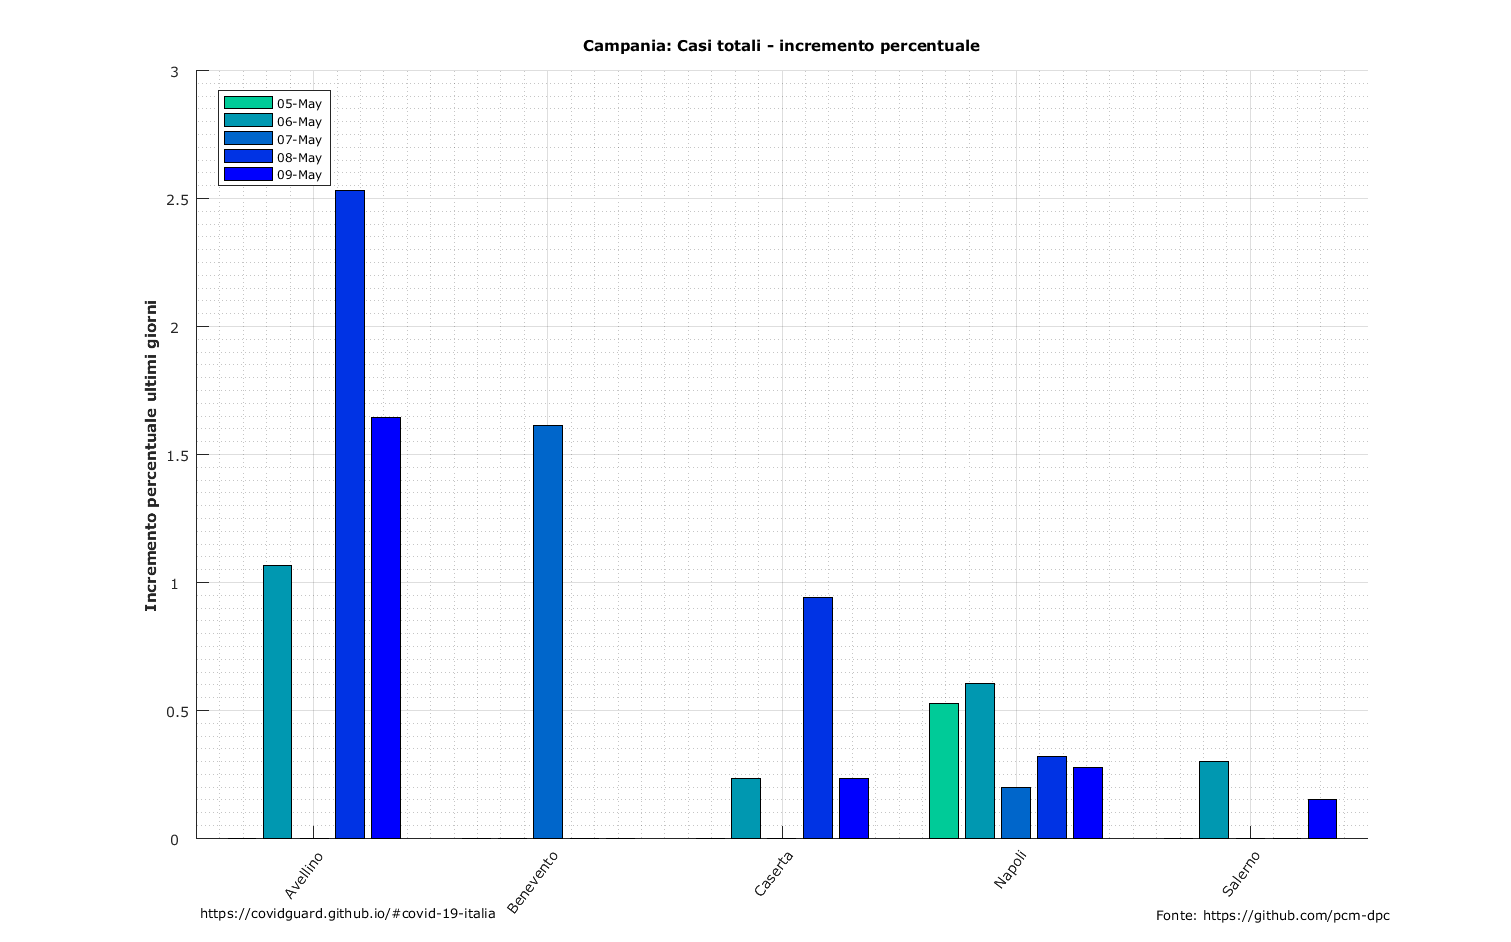 Campania: Casi totali - incremento percentuale
3
2.5
2
1.5
1
0.5
0
Incremento percentuale ultimi giorni
05-May
06-May
07-May
08-May
09-May
Avellino
Benevento
Caserta
Napoli
Salerno
https://covidguard.github.io/#covid-19-italia
Fonte: https://github.com/pcm-dpc